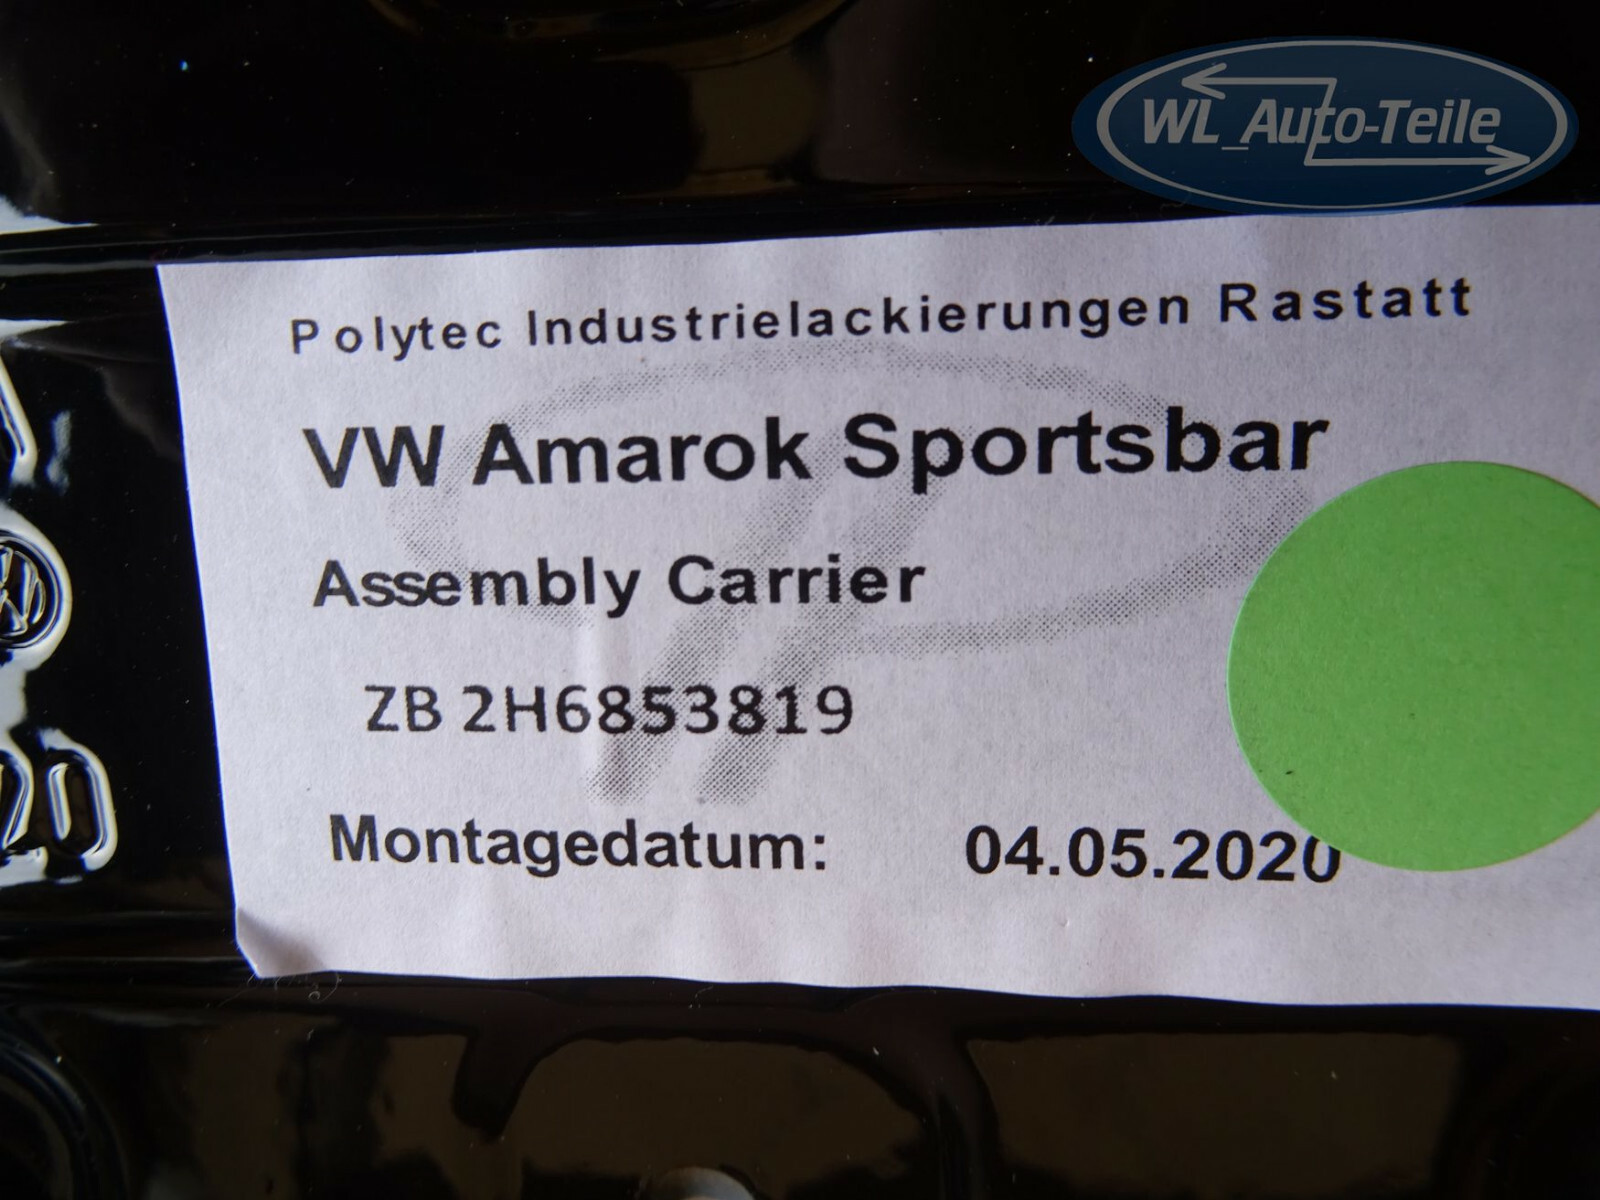 WL_Auto-Teile
Polytec Industrielackierungen Rastatt
VW Amarok Sportsbar
Assembly Carrier
ZB 2H6853819
Montagedatum: 04.05.2020